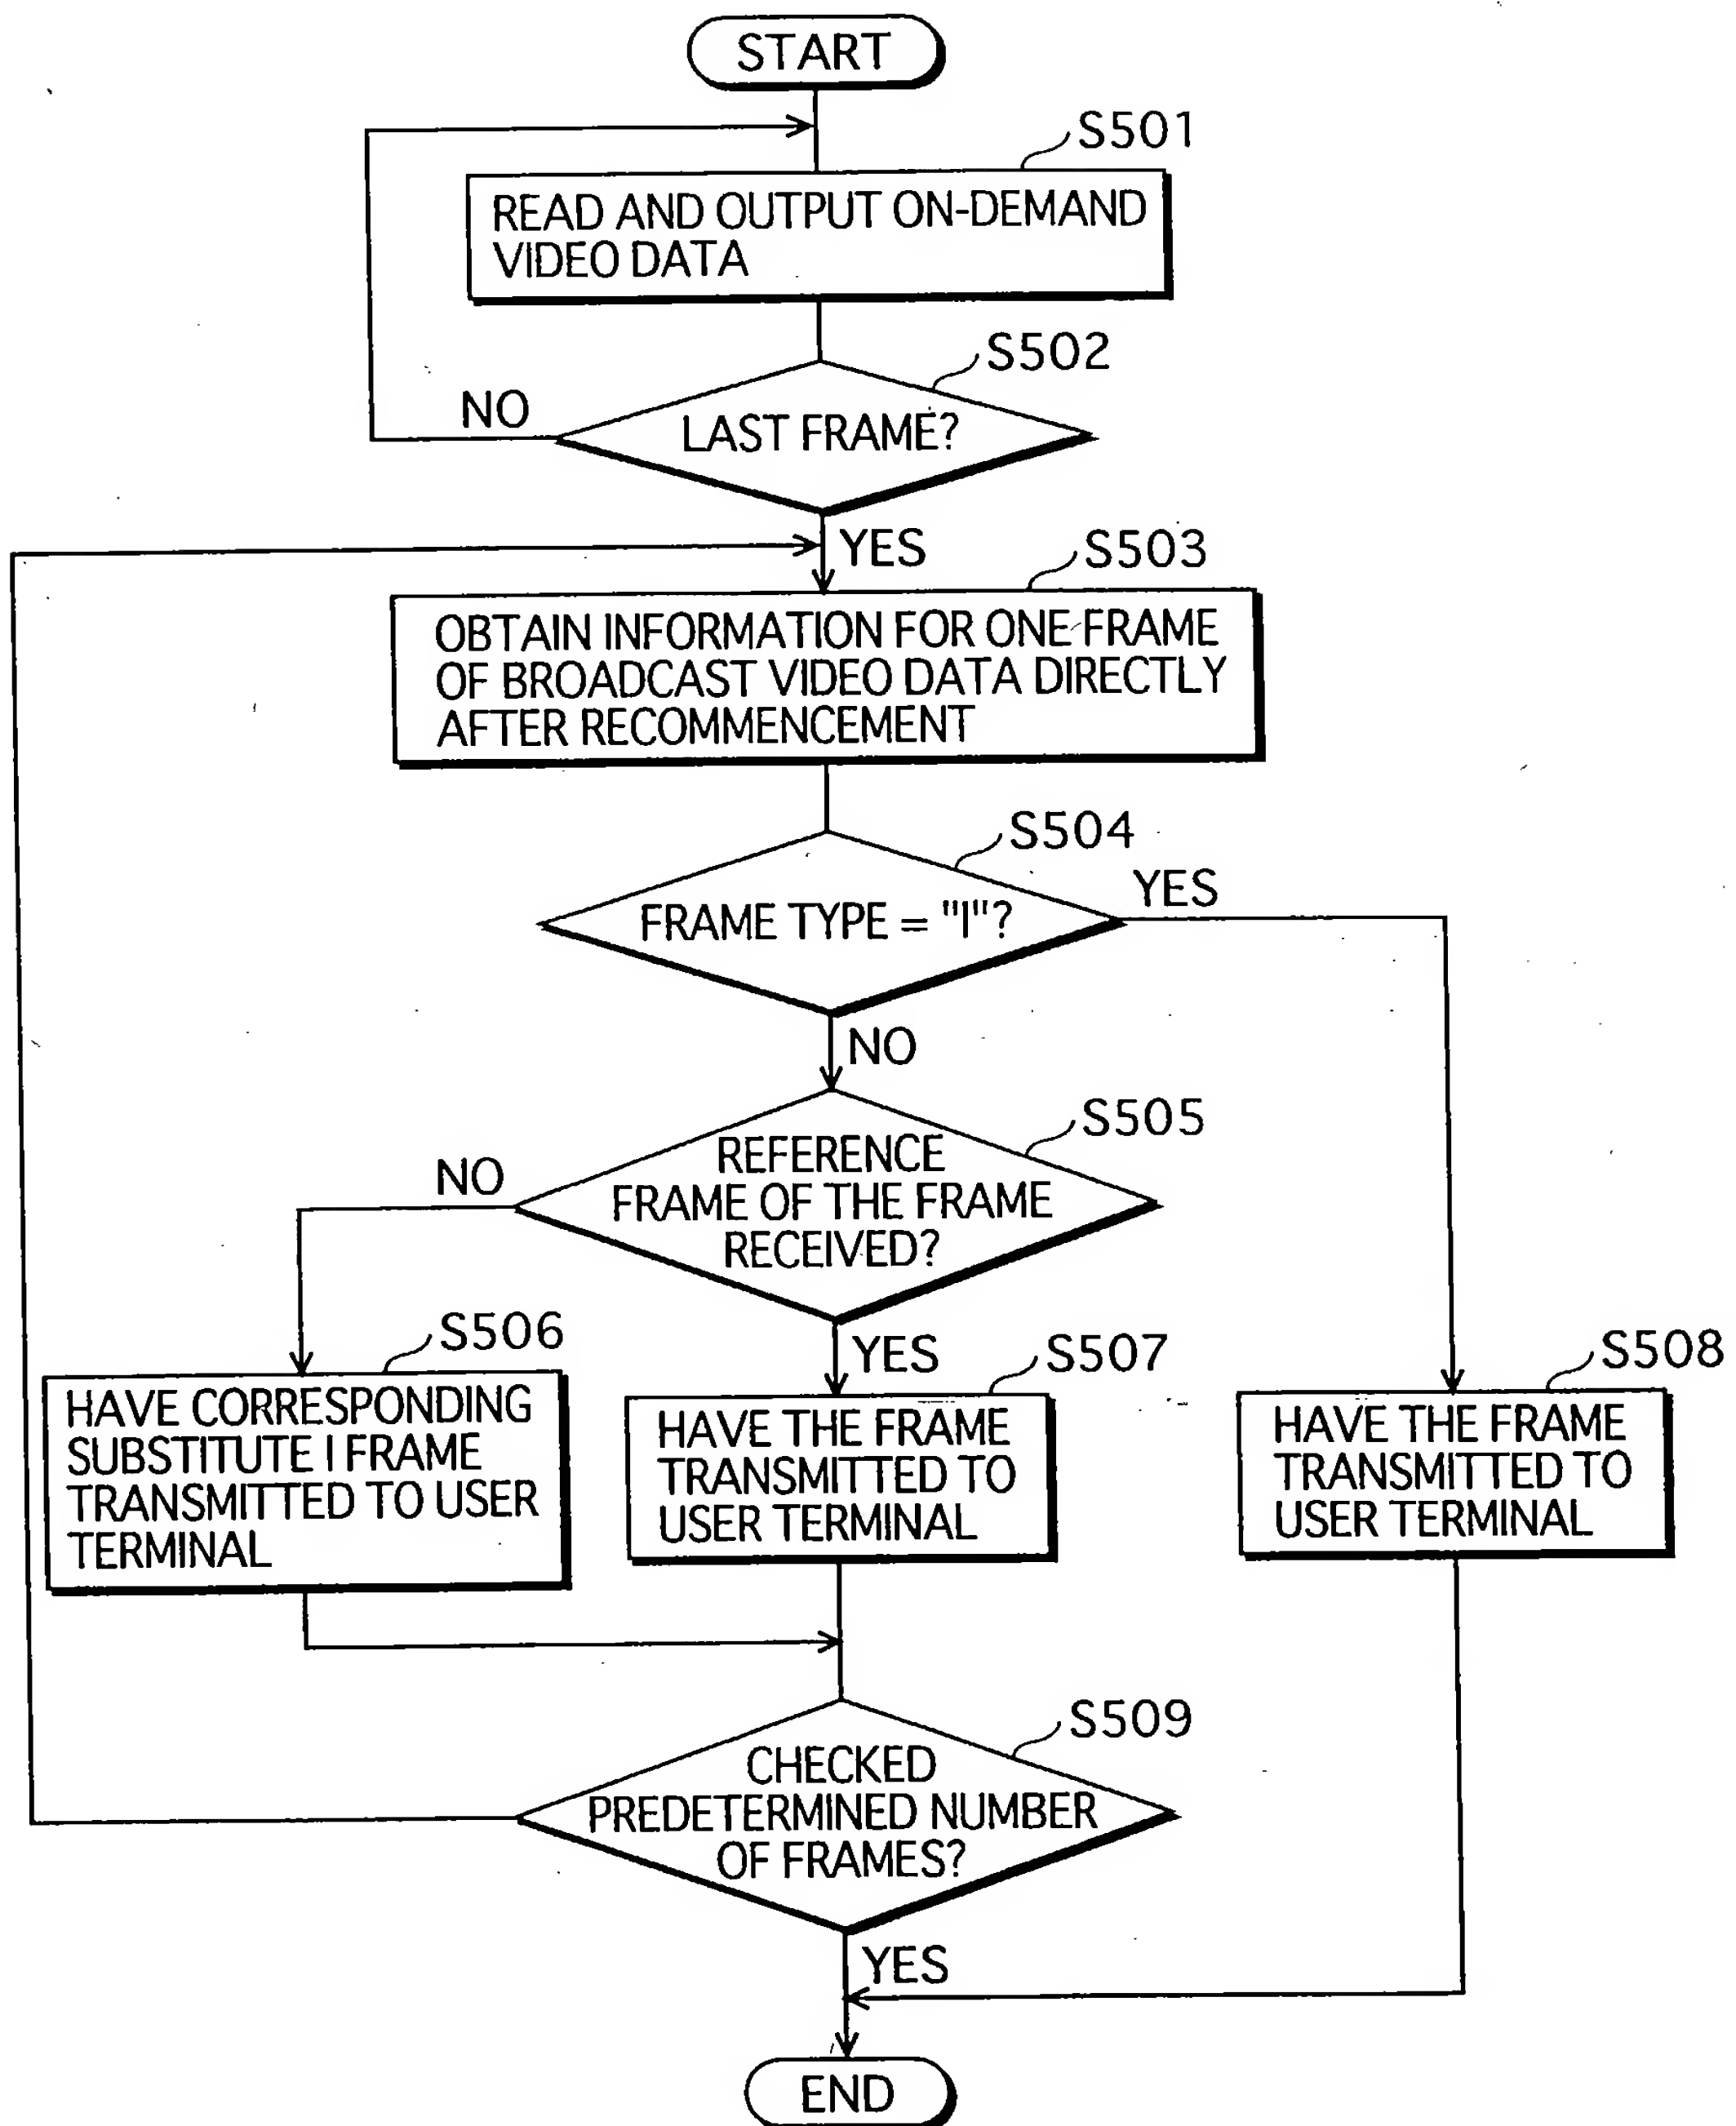 START
S501
READ AND OUTPUT ON-DEMAND
VIDEO DATA
S502
NO
LAST FRAME?
YES
S503
OBTAIN INFORMATION FOR ONE FRAME
OF BROADCAST VIDEO DATA DIRECTLY
AFTER RECOMMENCEMENT
S504
YES
FRAME TYPE = "I"?
NO
S505
NO
REFERENCE
FRAME OF THE FRAME
RECEIVED?
S506
HAVE CORRESPONDING
SUBSTITUTE I FRAME
TRANSMITTED TO USER
TERMINAL
YES
S507
HAVE THE FRAME
TRANSMITTED TO
USER TERMINAL
S508
HAVE THE FRAME
TRANSMITTED TO
USER TERMINAL
S509
CHECKED
PREDETERMINED NUMBER
OF FRAMES?
YES
END